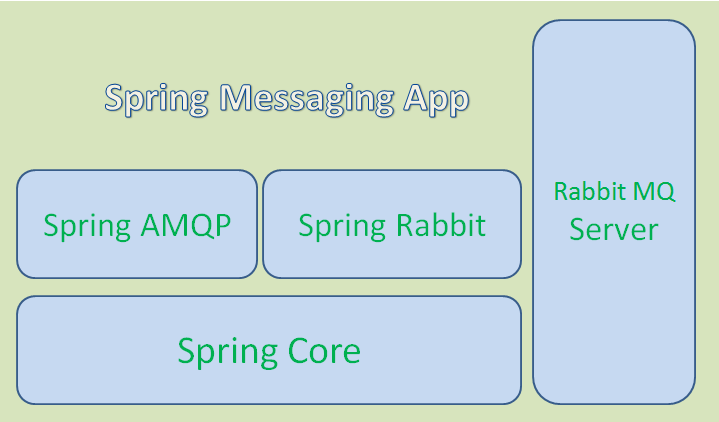 Spring Messaging App
Spring AMQP
Spring Rabbit
Rabbit MQ
Server
Spring Core